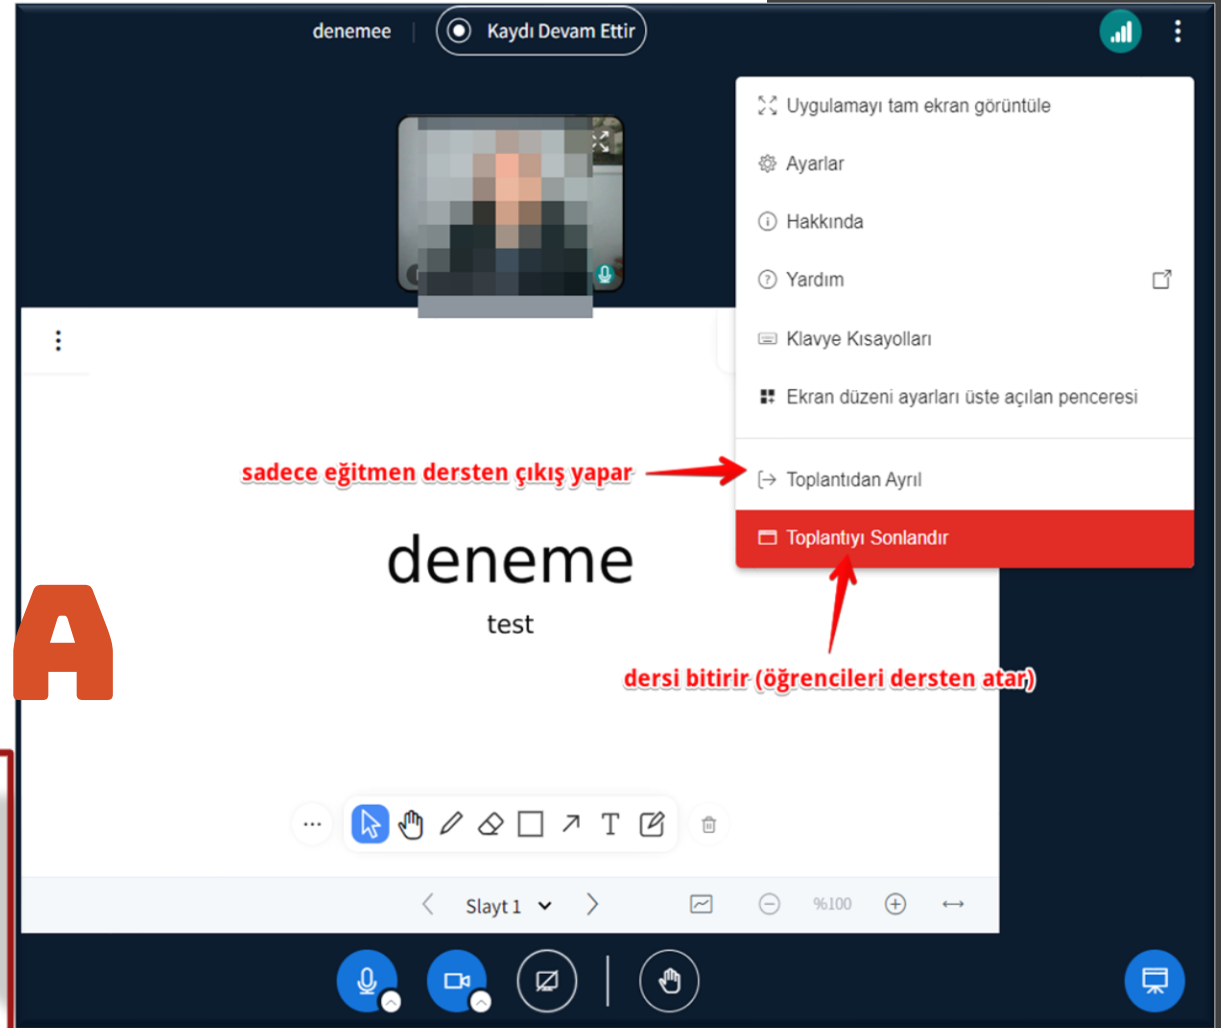 denemee
Kaydı Devam Ettir
Uygulamayı tam ekran görüntüle
Ayarlar
Hakkında
Yardım
Klavye Kısayolları
Ekran düzeni ayarları üste açılan penceresi
sadece eğitmen dersten çıkış yapar
Toplantıdan Ayrıl
Toplantıyı Sonlandır
deneme
test
A
dersi bitirir (öğrencileri dersten atar)
T
Slayt 1
%100